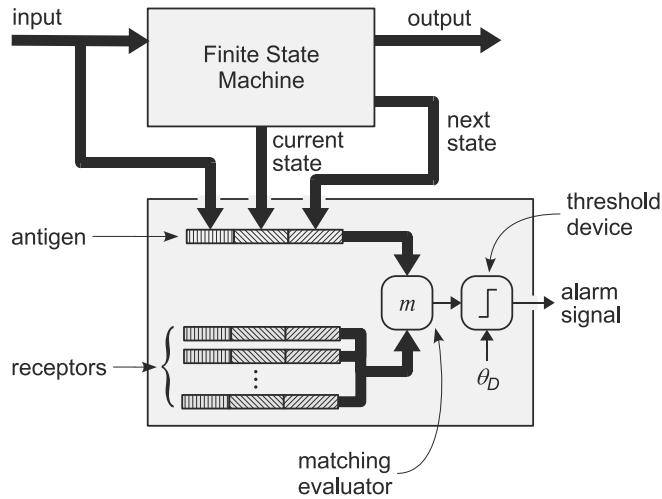 input
output
Finite State
Machine
current
state
next
state
threshold
device
antigen
m
alarm
signal
receptors
⋮
θD
matching
evaluator